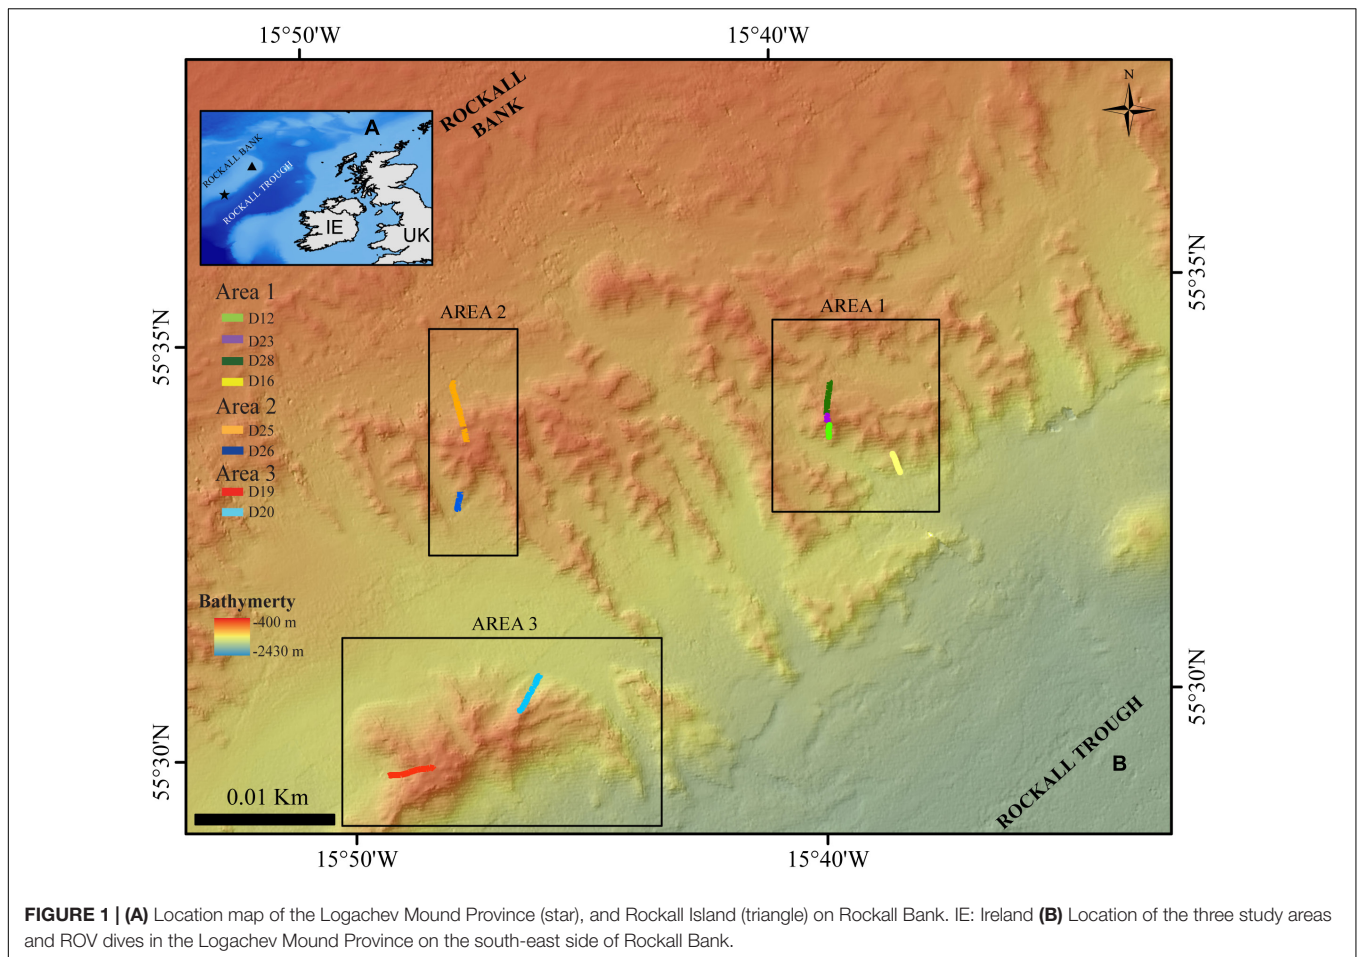 15°50'W
15°40'W
ROCKALL
BANK
N
A
ROCKALL BANK
ROCKALL TROUGH
IE
UK
55°35'N
55°35'N
Area 1
D12
D23
D28
D16
Area 2
D25
D26
Area 3
D19
D20
AREA 2
AREA 1
Bathymerty
-400 m
-2430 m
AREA 3
55°30'N
55°30'N
ROCKALL TROUGH
B
0.01 Km
15°50'W
15°40'W
FIGURE 1 | (A) Location map of the Logachev Mound Province (star), and Rockall Island (triangle) on Rockall Bank. IE: Ireland (B) Location of the three study areas
and ROV dives in the Logachev Mound Province on the south-east side of Rockall Bank.